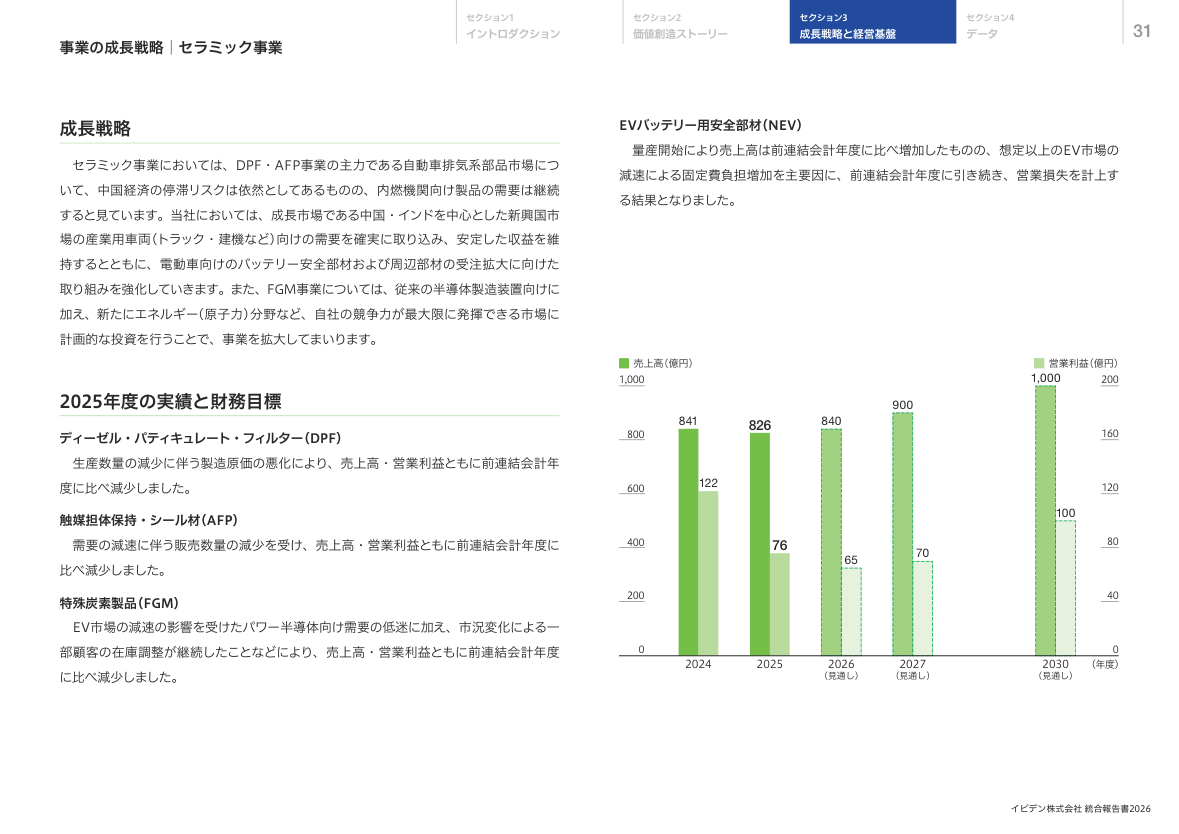 事業の成長戦略｜セラミック事業
セクション1
イントロダクション
セクション2
価値創造ストーリー
セクション3
成長戦略と経営基盤
セクション4
データ
31
成長戦略
セラミック事業においては、DPF・AFP事業の主力である自動車排気系部品市場につ
いて、中国経済の停滞リスクは依然としてあるものの、内燃機関向け製品の需要は継続
すると見ています。当社においては、成長市場である中国・インドを中心とした新興国市
場の産業用車両（トラック・建機など）向けの需要を確実に取り込み、安定した収益を維
持するとともに、電動車向けのバッテリー安全部材および周辺部材の受注拡大に向けた
取り組みを強化していきます。また、FGM事業については、従来の半導体製造装置向けに
加え、新たにエネルギー（原子力）分野など、自社の競争力が最大限に発揮できる市場に
計画的な投資を行うことで、事業を拡大してまいります。
2025年度の実績と財務目標
ディーゼル・パティキュレート・フィルター（DPF）
生産数量の減少に伴う製造原価の悪化により、売上高・営業利益ともに前連結会計年
度に比べ減少しました。
触媒担体保持・シール材（AFP）
需要の減速に伴う販売数量の減少を受け、売上高・営業利益ともに前連結会計年度に
比べ減少しました。
特殊炭素製品（FGM）
EV市場の減速の影響を受けたパワー半導体向け需要の低迷に加え、市況変化による一
部顧客の在庫調整が継続したことなどにより、売上高・営業利益ともに前連結会計年度
に比べ減少しました。
EVバッテリー用安全部材（NEV）
量産開始により売上高は前連結会計年度に比べ増加したものの、想定以上のEV市場の
減速による固定費負担増加を主要因に、前連結会計年度に引き続き、営業損失を計上す
る結果となりました。
売上高（億円）
営業利益（億円）
1,000
800
600
400
200
0
841
122
826
76
840
65
900
70
1,000
100
200
160
120
80
40
0
2024
2025
2026
（見通し）
2027
（見通し）
2030
（見通し）
（年度）
イビデン株式会社 統合報告書2026